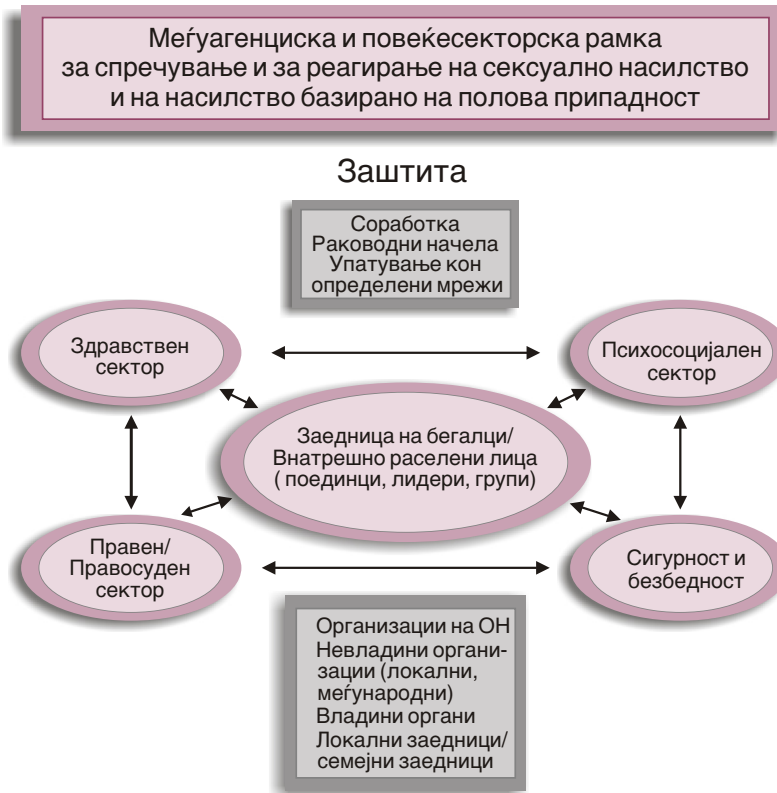 Меѓуагенциска и повеќесекторска рамка
за спречување и за реагирање на сексуално насилство
и на насилство базирано на полова припадност
Заштита
Соработка
Раководни начела
Упатување кон
определени мрежи
Здравствен
сектор
Психосоцијален
сектор
Заедница на бегалци/
Внатрешно раселени лица
( поединци, лидери, групи)
Правен/
Правосуден
сектор
Сигурност и
безбедност
Организации на ОН
Невладини органи-
зации (локални,
меѓународни)
Владини органи
Локални заедници/
семејни заедници